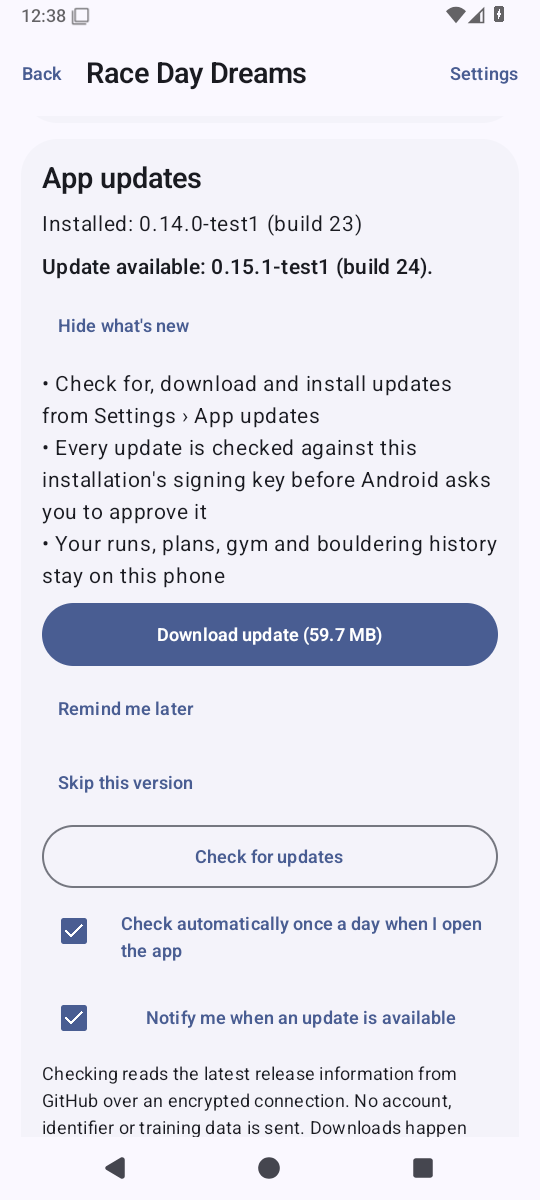 12:38
Back
Race Day Dreams
Settings
App updates
Installed: 0.14.0-test1 (build 23)
Update available: 0.15.1-test1 (build 24).
Hide what's new
• Check for, download and install updates
from Settings › App updates
• Every update is checked against this
installation's signing key before Android asks
you to approve it
• Your runs, plans, gym and bouldering history
stay on this phone
Download update (59.7 MB)
Remind me later
Skip this version
Check for updates
Check automatically once a day when I open
the app
Notify me when an update is available
Checking reads the latest release information from
GitHub over an encrypted connection. No account,
identifier or training data is sent. Downloads happen